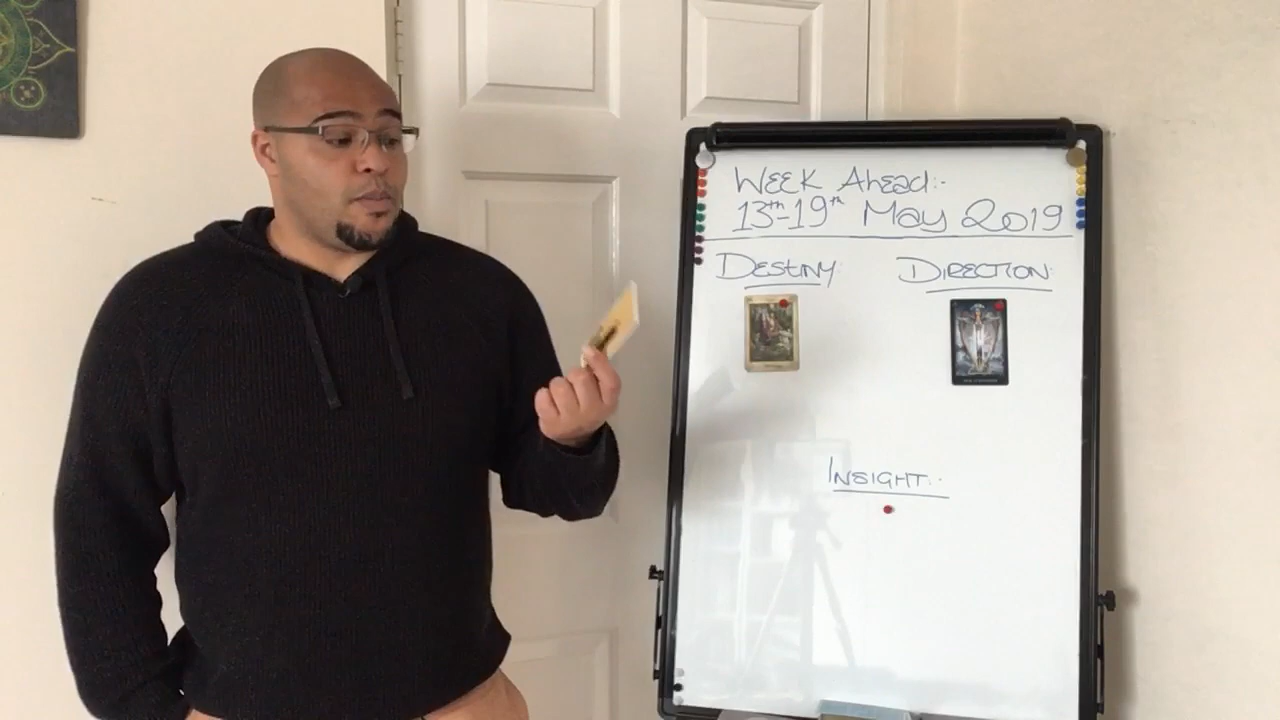 Week Ahead:-
13th-19th May 2019
Destiny:
Direction:
Insight:-